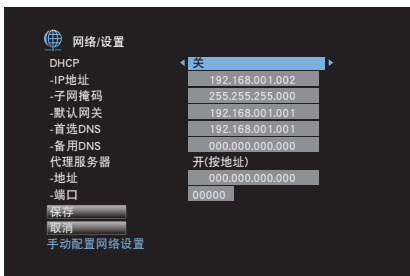 网络/设置
DHCP 关
-IP地址 192.168.001.002
-子网掩码 255.255.255.000
-默认网关 192.168.001.001
-首选DNS 192.168.001.001
-备用DNS 000.000.000.000
代理服务器 开(按地址)
-地址 000.000.000.000
-端口 00000
保存
取消
手动配置网络设置